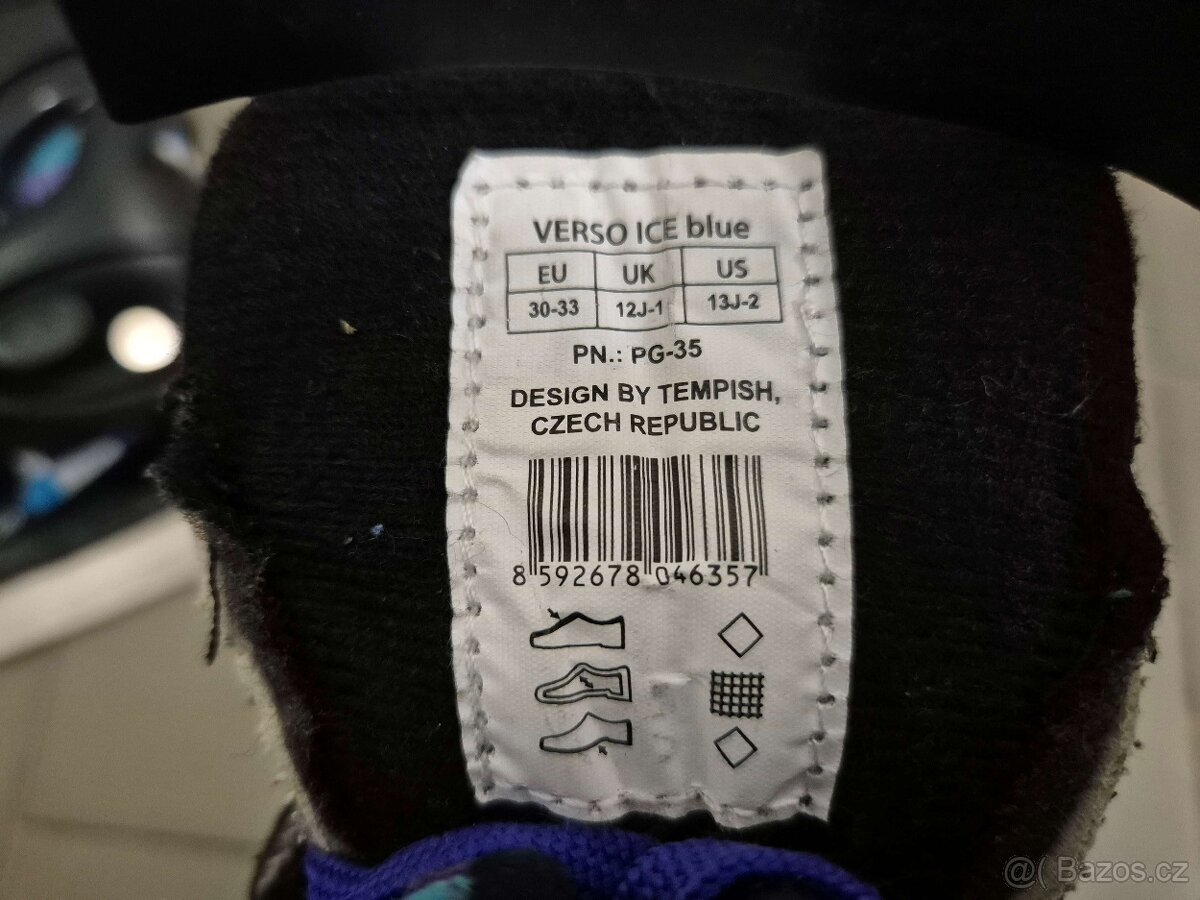 VERSO ICE blue
EU UK US
30-33 12J-1 13J-2
PN.: PG-35
DESIGN BY TEMPISH,
CZECH REPUBLIC
8 592678 046357
@( Bazos.cz